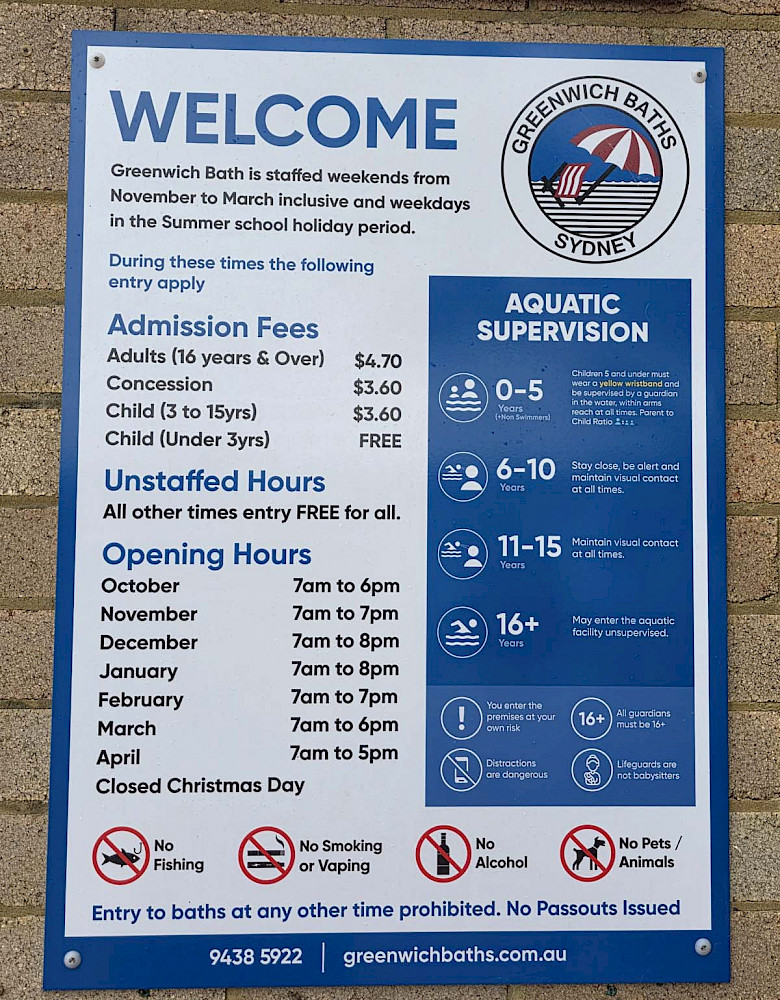 WELCOME
Greenwich Bath is staffed weekends from
November to March inclusive and weekdays
in the Summer school holiday period.
During these times the following
entry apply
Admission Fees
Adults (16 years & Over) $4.70
Concession $3.60
Child (3 to 15yrs) $3.60
Child (Under 3yrs) FREE
Unstaffed Hours
All other times entry FREE for all.
Opening Hours
October 7am to 6pm
November 7am to 7pm
December 7am to 8pm
January 7am to 8pm
February 7am to 7pm
March 7am to 6pm
April 7am to 5pm
Closed Christmas Day
GREENWICH BATHS
SYDNEY
AQUATIC
SUPERVISION
0-5
Years
(+Non Swimmers)
Children 5 and under must
wear a yellow wristband and
be supervised by a guardian
in the water, within arms
reach at all times. Parent to
Child Ratio
6-10
Years
Stay close, be alert and
maintain visual contact
at all times.
11-15
Years
Maintain visual contact
at all times.
16+
Years
May enter the aquatic
facility unsupervised.
!
You enter the
premises at your
own risk
16+
All guardians
must be 16+
Distractions
are dangerous
Lifeguards are
not babysitters
No
Fishing
No Smoking
or Vaping
No
Alcohol
No Pets /
Animals
Entry to baths at any other time prohibited. No Passouts Issued
9438 5922 | greenwichbaths.com.au